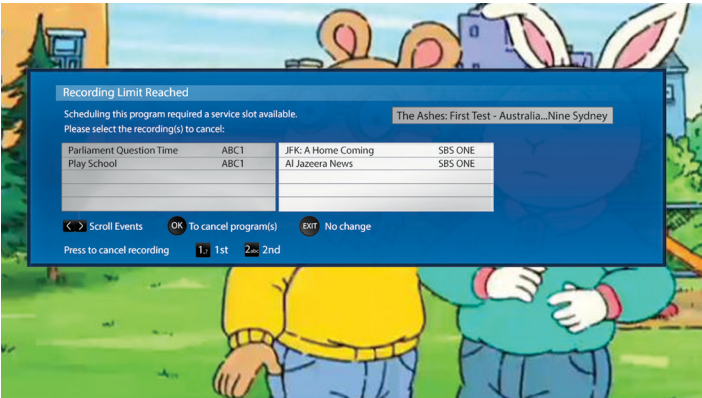 Recording Limit Reached
Scheduling this program required a service slot available.
Please select the recording(s) to cancel:
The Ashes: First Test - Australia...Nine Sydney
Parliament Question Time ABC1
Play School ABC1
JFK: A Home Coming SBS ONE
Al Jazeera News SBS ONE
< > Scroll Events OK To cancel program(s) EXIT No change
Press to cancel recording 1.,? 1st 2abc 2nd